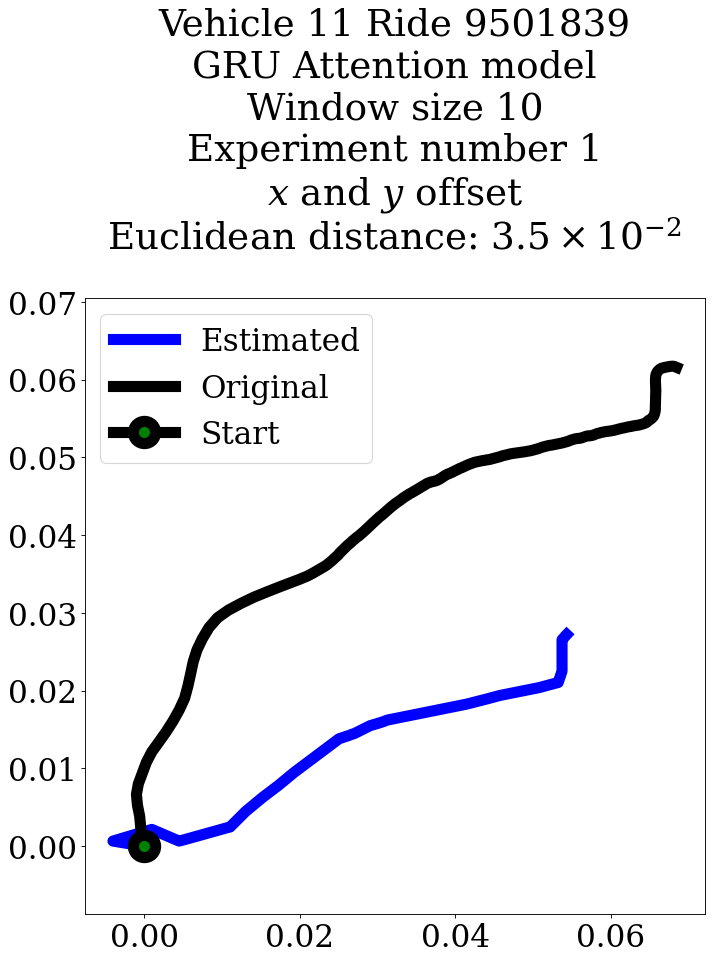 Vehicle 11 Ride 9501839
GRU Attention model
Window size 10
Experiment number 1
x and y offset
Euclidean distance: 3.5 × 10⁻²
0.07
0.06
0.05
0.04
0.03
0.02
0.01
0.00
Estimated
Original
Start
0.00 0.02 0.04 0.06